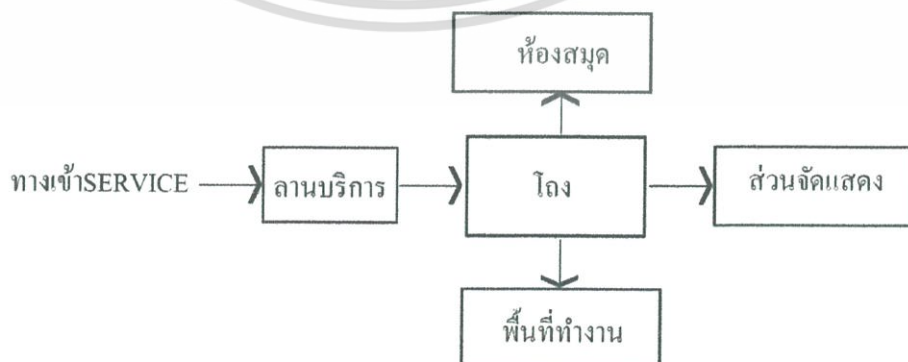 ห้องสมุด
ทางเข้าSERVICE
ลานบริการ
โถง
ส่วนจัดแสดง
พื้นที่ทำงาน